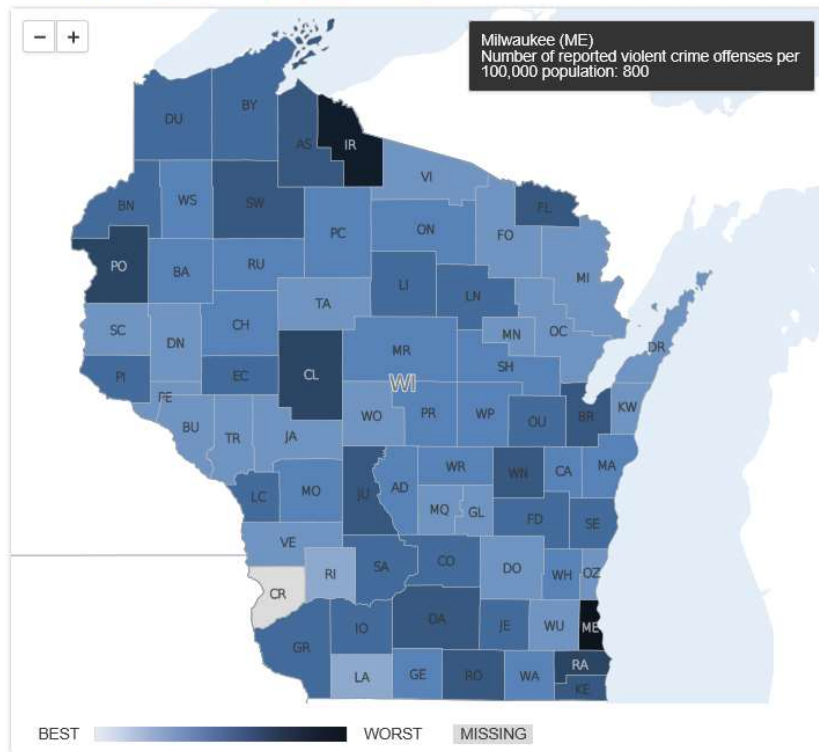 − +
Milwaukee (ME)
Number of reported violent crime offenses per
100,000 population: 800
DU
BY
AS
IR
VI
BN
WS
SW
PC
ON
FO
FL
PO
BA
RU
LI
LN
MI
SC
DN
CH
TA
MN
OC
DR
PI
EC
CL
MR
SH
WI
PE
BU
TR
JA
WO
PR
WP
OU
BR
KW
LC
MO
JU
AD
WR
WN
CA
MA
MQ
GL
FD
SE
VE
RI
SA
CO
DO
WH
OZ
CR
GR
IO
DA
JE
WU
ME
LA
GE
RO
WA
RA
KE
BEST WORST MISSING